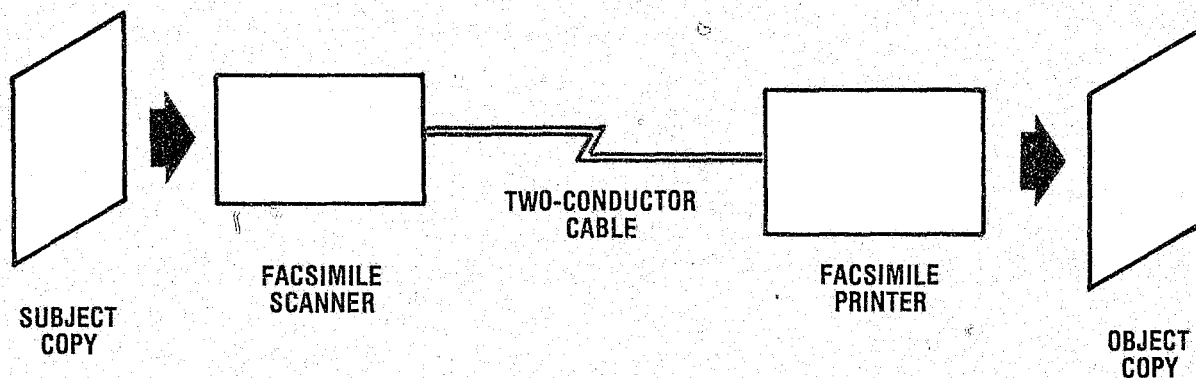 SUBJECT
COPY
FACSIMILE
SCANNER
TWO-CONDUCTOR
CABLE
FACSIMILE
PRINTER
OBJECT
COPY